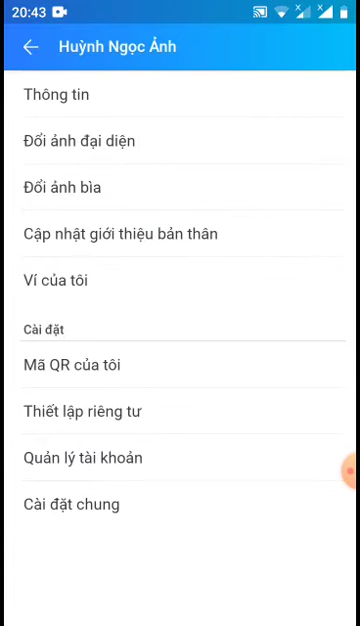 20:43
Huỳnh Ngọc Ảnh
Thông tin
Đổi ảnh đại diện
Đổi ảnh bìa
Cập nhật giới thiệu bản thân
Ví của tôi
Cài đặt
Mã QR của tôi
Thiết lập riêng tư
Quản lý tài khoản
Cài đặt chung